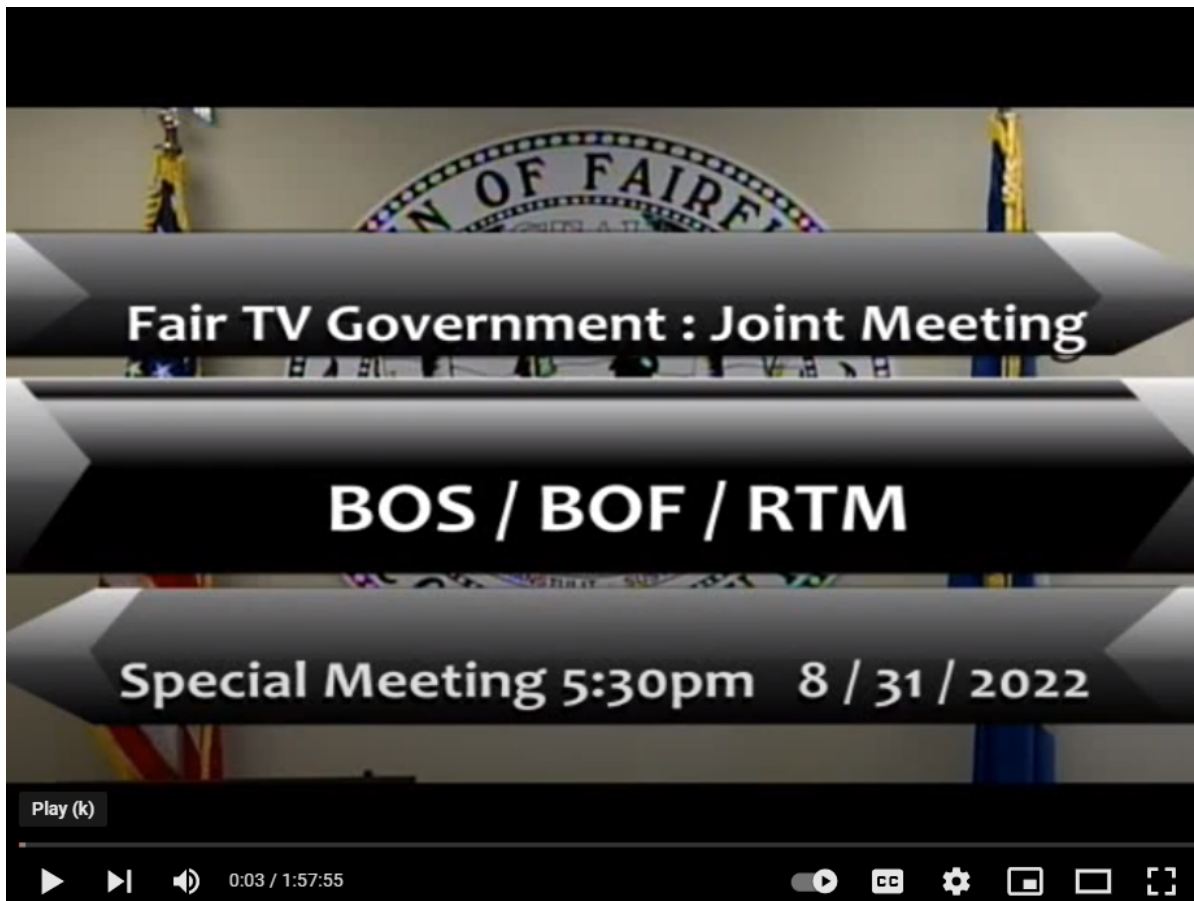 OF FAIRF
Fair TV Government : Joint Meeting
BOS / BOF / RTM
Special Meeting 5:30pm 8 / 31 / 2022
Play (k)
0:03 / 1:57:55
CC